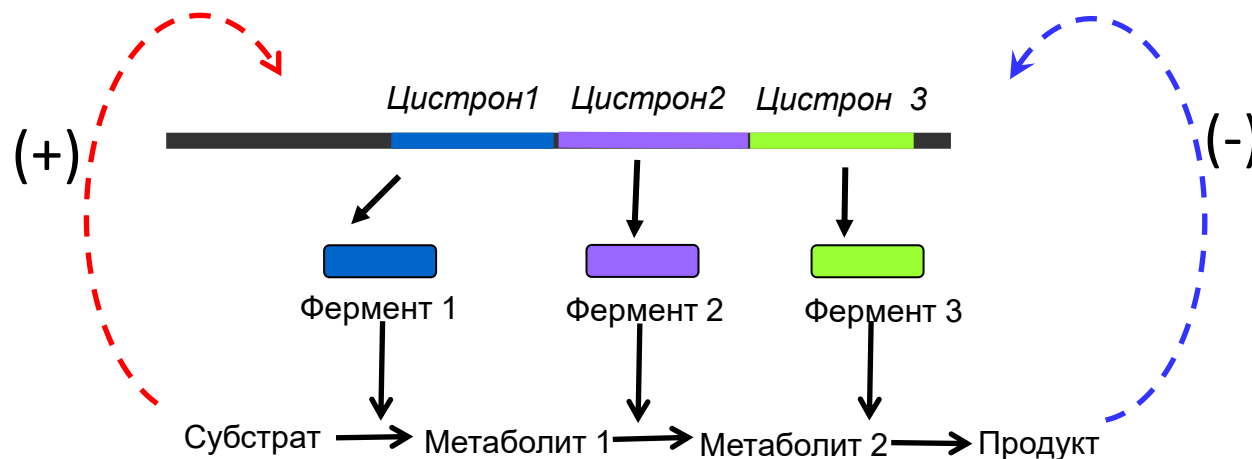 Цистрон1 Цистрон2 Цистрон 3
(+) (-)
Фермент 1 Фермент 2 Фермент 3
Субстрат Метаболит 1 Метаболит 2 Продукт